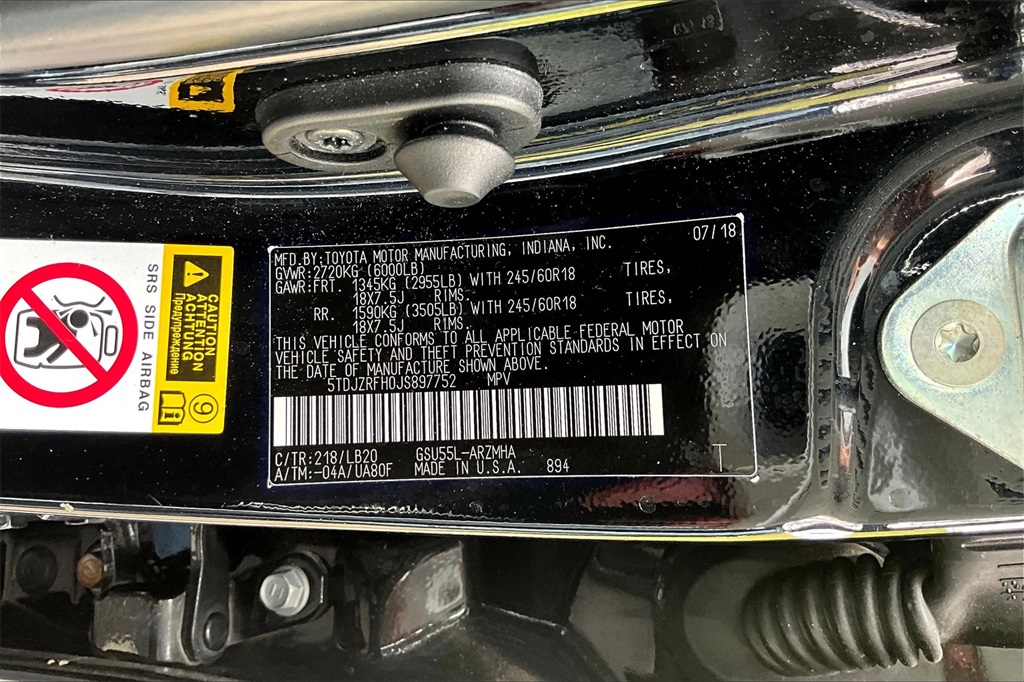 MFD.BY:TOYOTA MOTOR MANUFACTURING, INDIANA, INC. 07/18
GVWR:2720KG (6000LB)
GAWR:FRT. 1345KG (2955LB) WITH 245/60R18 TIRES,
18X7.5J RIMS.
RR. 1590KG (3505LB) WITH 245/60R18 TIRES,
18X7.5J RIMS.
THIS VEHICLE CONFORMS TO ALL APPLICABLE FEDERAL MOTOR
VEHICLE SAFETY AND THEFT PREVENTION STANDARDS IN EFFECT ON
THE DATE OF MANUFACTURE SHOWN ABOVE.
5TDJZRFH0JS897752 MPV
C/TR:218/LB20 GSU55L-ARZMHA
A/TM:-04A/UA80F MADE IN U.S.A. 894 T
SRS SIDE AIRBAG
CAUTION
ATTENTION
Предупреждение
9